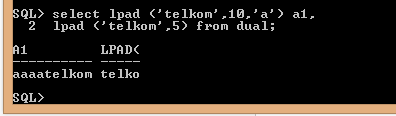 SQL> select lpad ('telkom',10,'a') a1,
2 lpad ('telkom',5) from dual;
A1 LPAD(
---------- -----
aaaatelkom telko
SQL>